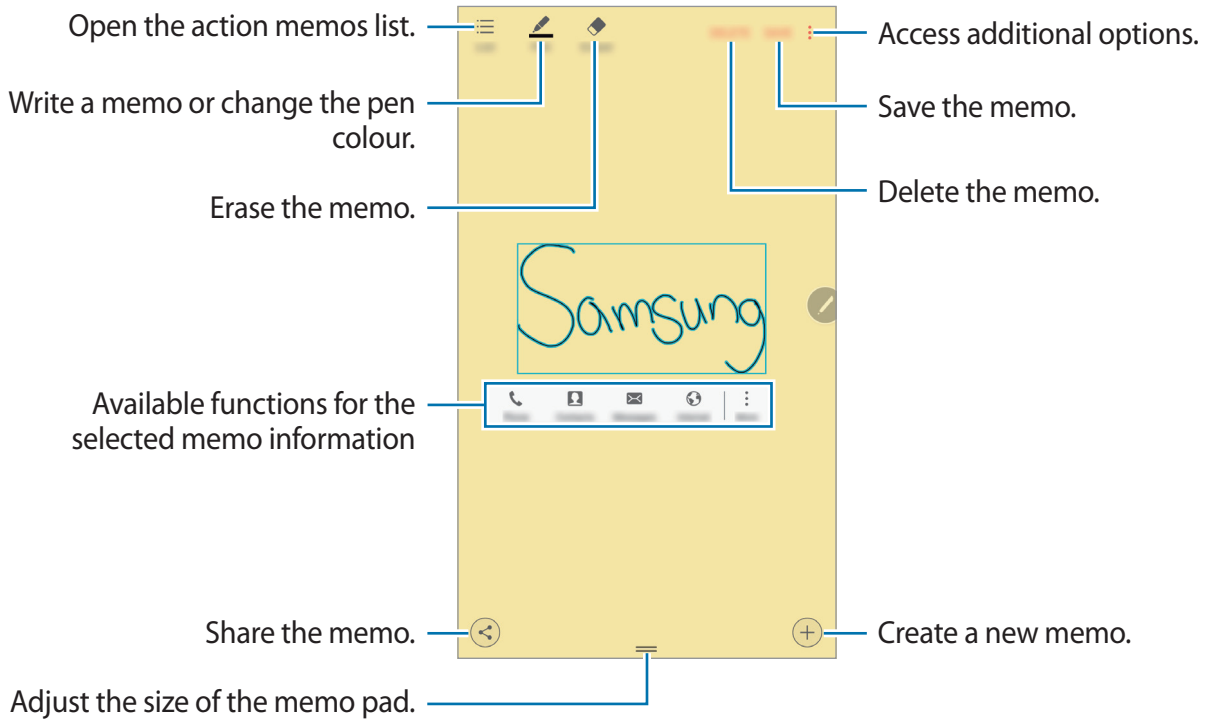 Open the action memos list.
Access additional options.
Write a memo or change the pen
colour.
Save the memo.
Erase the memo.
Delete the memo.
Samsung
Available functions for the
selected memo information
Share the memo.
Create a new memo.
Adjust the size of the memo pad.